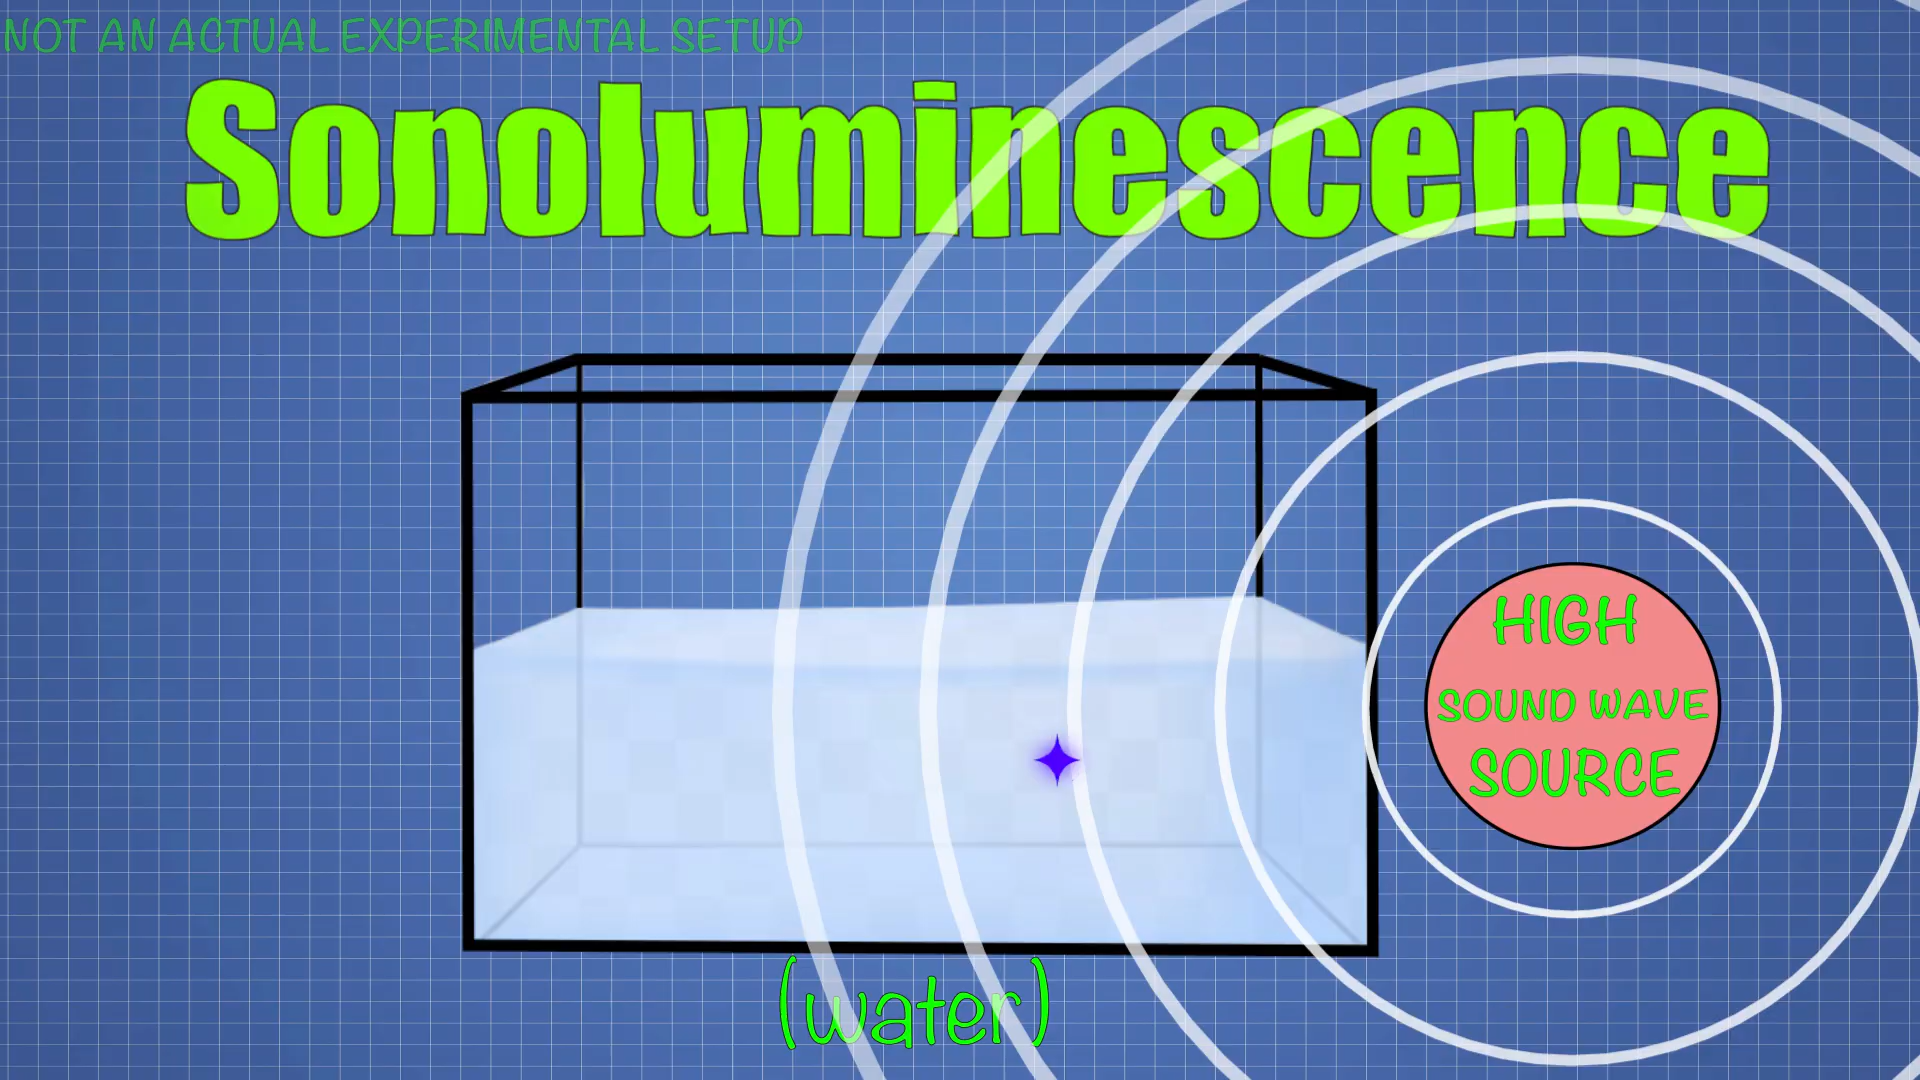 NOT AN ACTUAL EXPERIMENTAL SETUP
Sonoluminescence
HIGH
SOUND WAVE
SOURCE
(water)